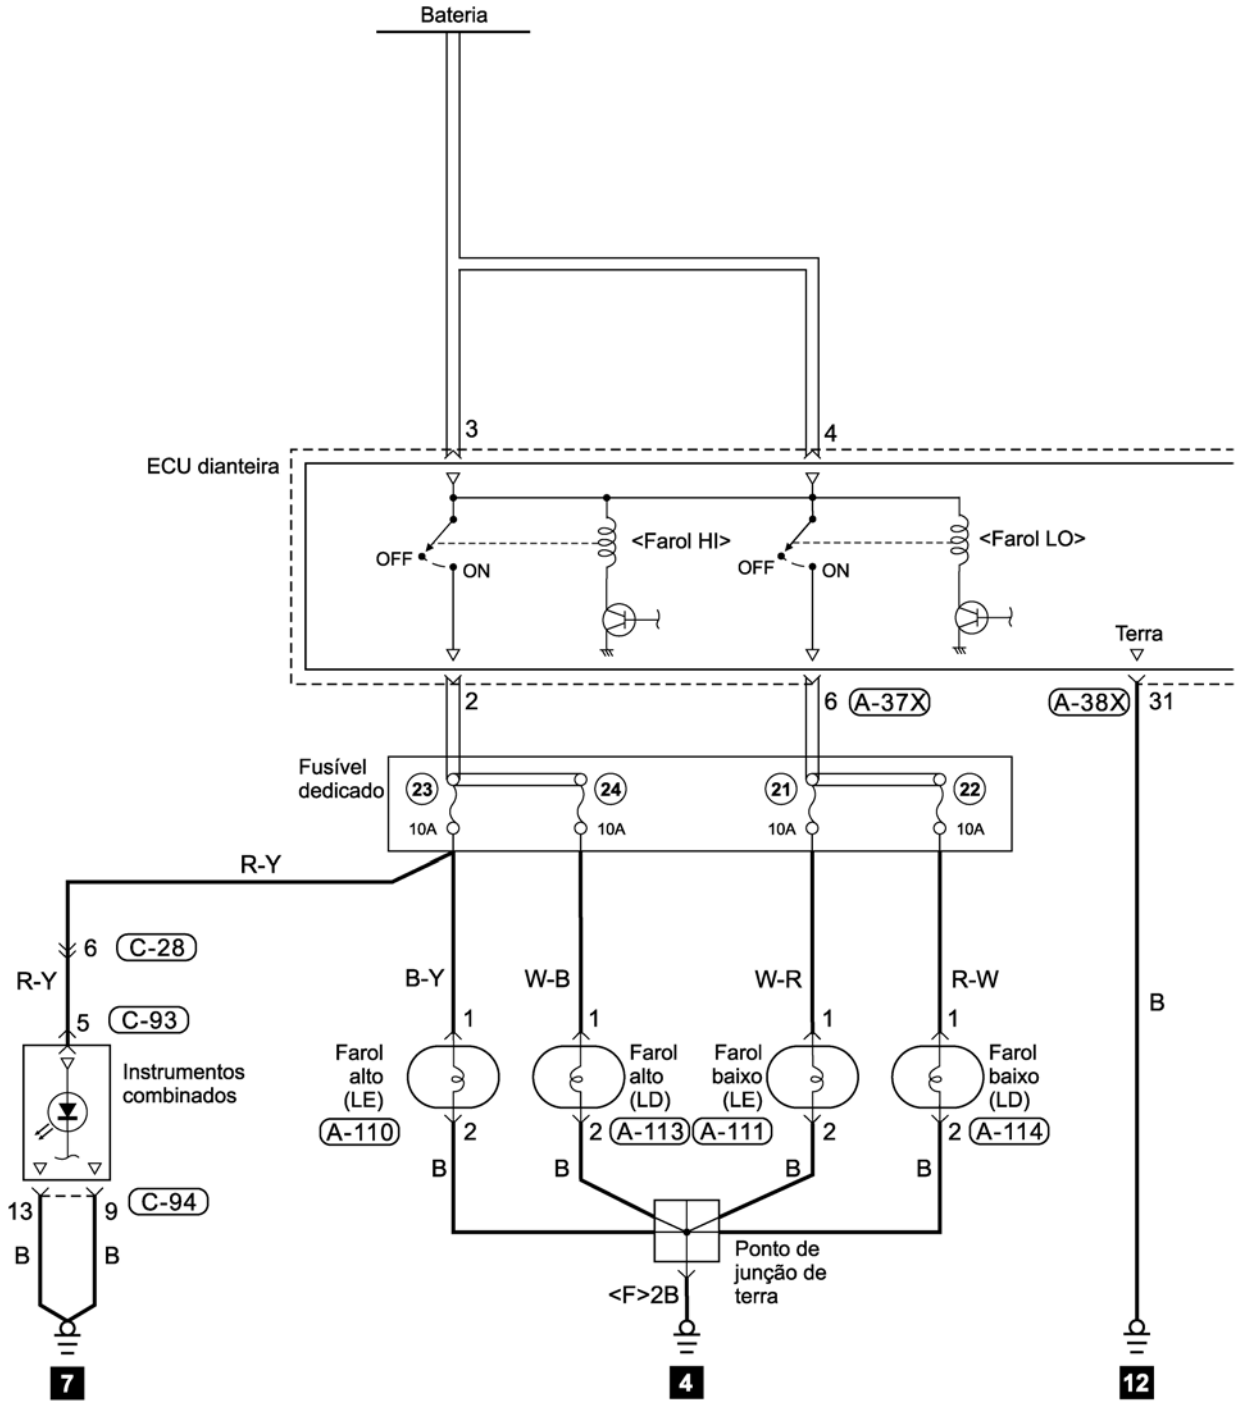 Bateria
3
4
ECU dianteira
<Farol HI>
<Farol LO>
OFF
ON
OFF
ON
Terra
2
6
A-37X
A-38X
31
Fusível
dedicado
23
24
21
22
10A
10A
10A
10A
R-Y
6
C-28
R-Y
B-Y
W-B
W-R
R-W
B
5
C-93
1
1
1
1
Instrumentos
combinados
Farol
alto
(LE)
Farol
alto
(LD)
Farol
baixo
(LE)
Farol
baixo
(LD)
A-110
2
2
A-113
A-111
2
2
A-114
B
B
B
B
13
9
C-94
B
B
Ponto de
junção de
terra
<F>2B
7
4
12